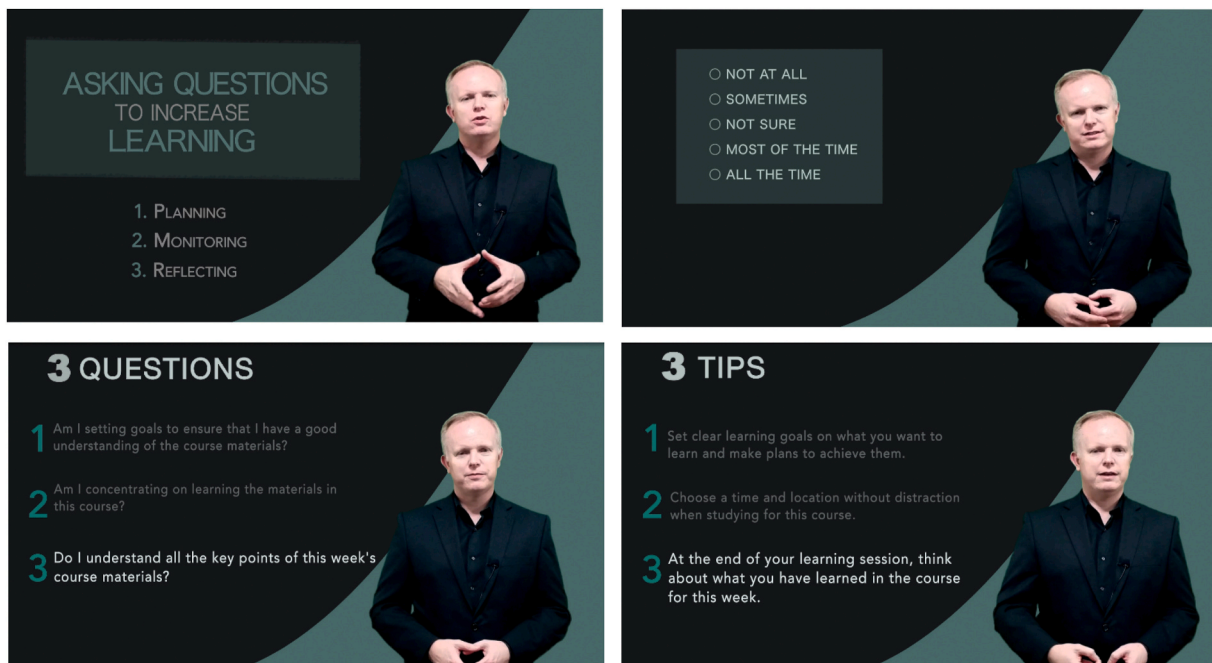 ASKING QUESTIONS
TO INCREASE
LEARNING
1. PLANNING
2. MONITORING
3. REFLECTING
○ NOT AT ALL
○ SOMETIMES
○ NOT SURE
○ MOST OF THE TIME
○ ALL THE TIME
3 QUESTIONS
1 Am I setting goals to ensure that I have a good
understanding of the course materials?
2 Am I concentrating on learning the materials in
this course?
3 Do I understand all the key points of this week's
course materials?
3 TIPS
1 Set clear learning goals on what you want to
learn and make plans to achieve them.
2 Choose a time and location without distraction
when studying for this course.
3 At the end of your learning session, think
about what you have learned in the course
for this week.